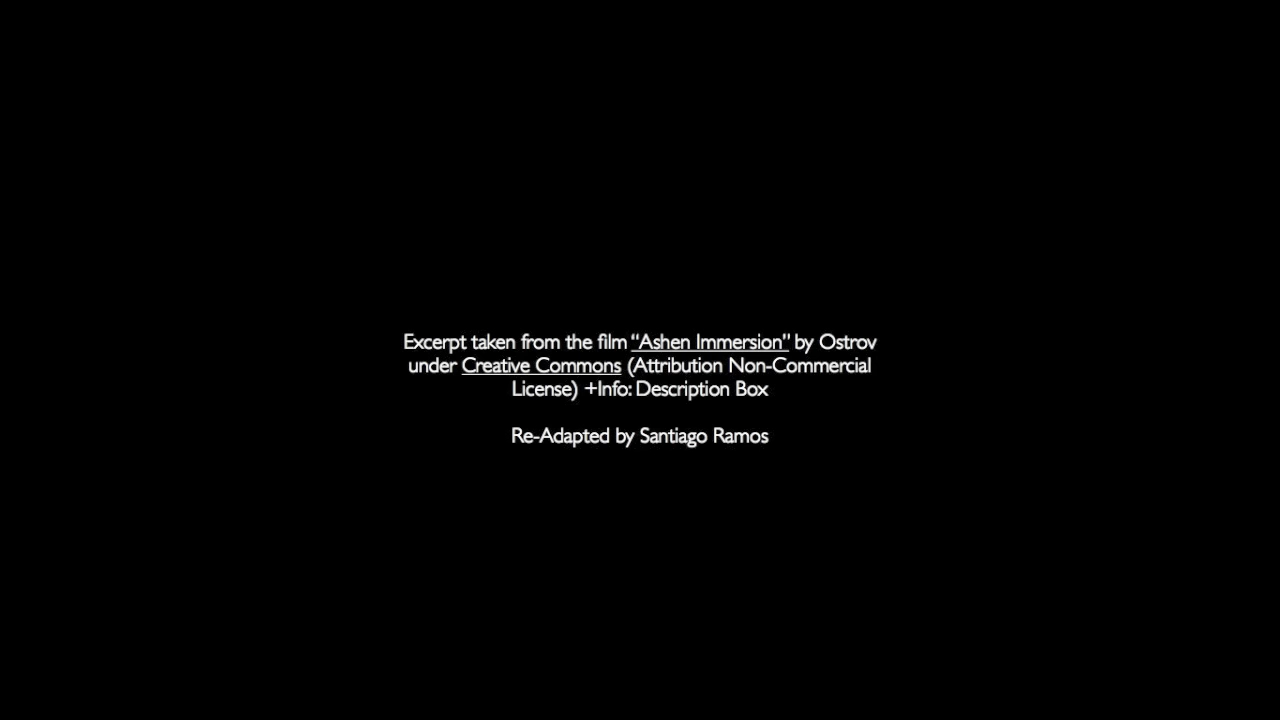 Excerpt taken from the film “Ashen Immersion” by Ostrov
under Creative Commons (Attribution Non-Commercial
License) +Info: Description Box
Re-Adapted by Santiago Ramos